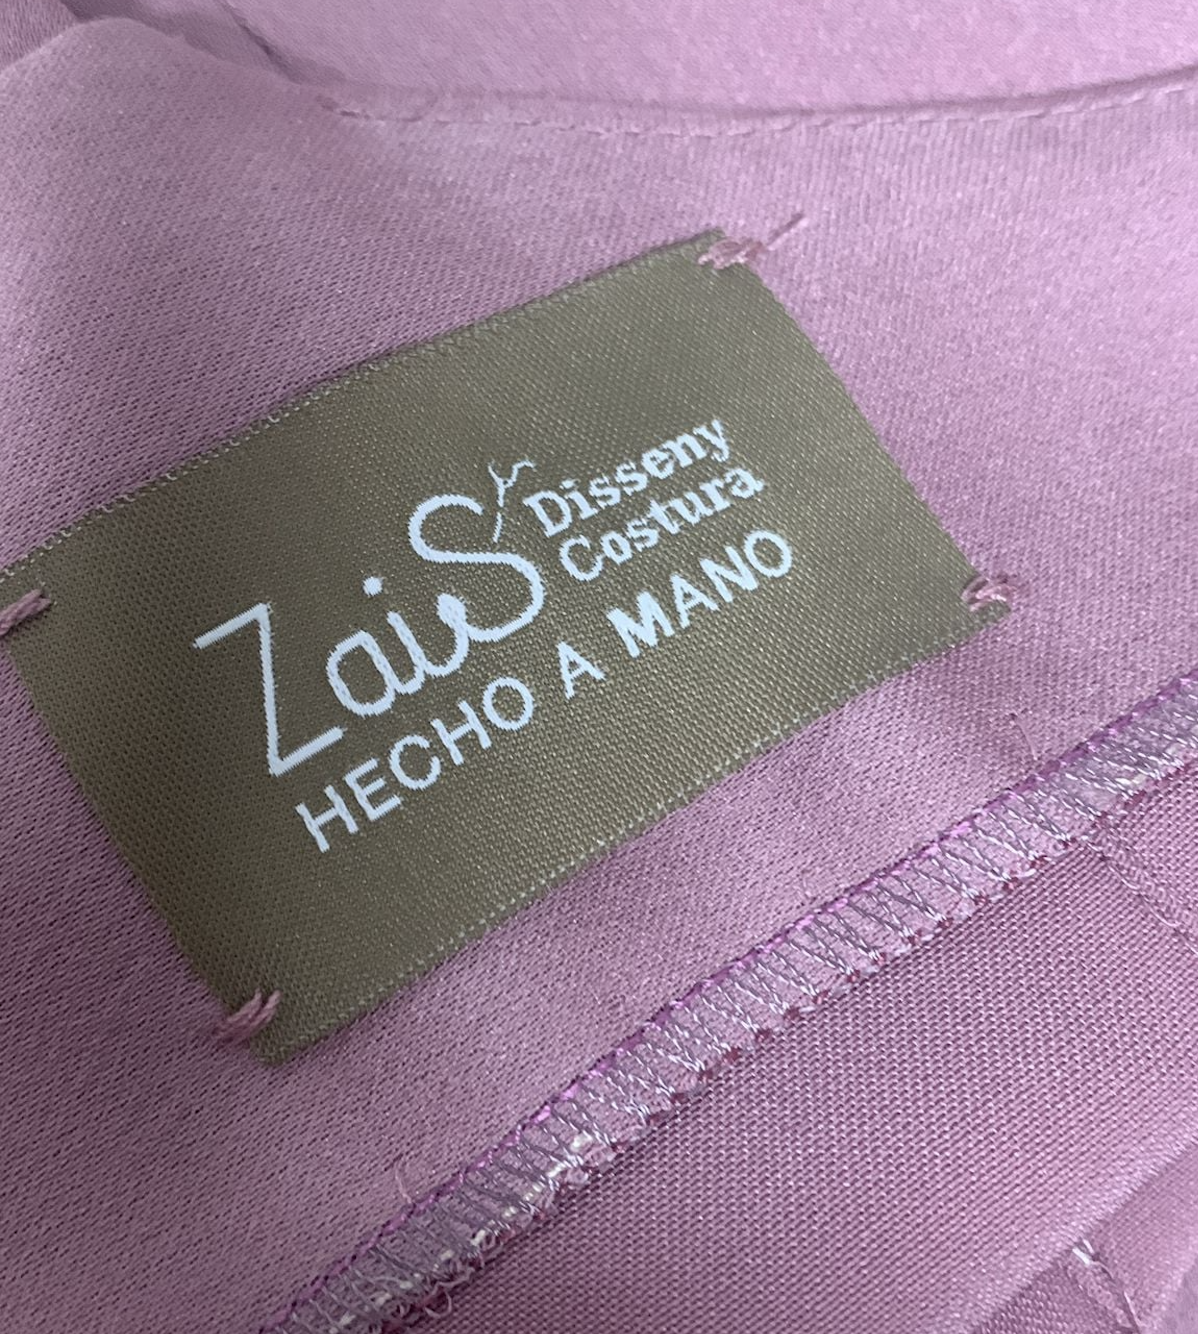 ZaiS Disseny
Costura
HECHO A MANO